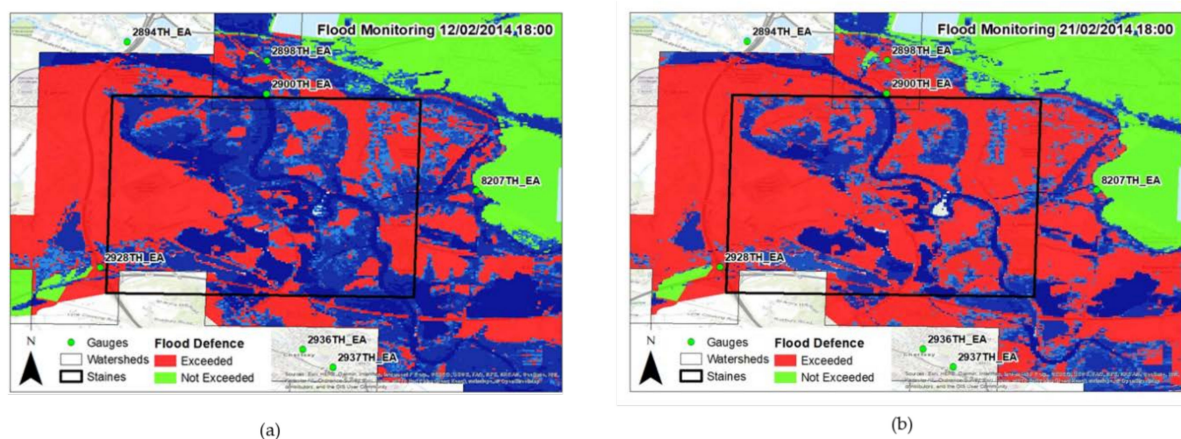 Flood Monitoring 12/02/2014 18:00
2894TH_EA
2898TH_EA
2900TH_EA
8207TH_EA
2928TH_EA
2936TH_EA
2937TH_EA
N
Gauges
Watersheds
Staines
Flood Defence
Exceeded
Not Exceeded
(a)
Flood Monitoring 21/02/2014 18:00
2894TH_EA
2898TH_EA
2900TH_EA
8207TH_EA
2928TH_EA
2936TH_EA
2937TH_EA
N
Gauges
Watersheds
Staines
Flood Defence
Exceeded
Not Exceeded
(b)